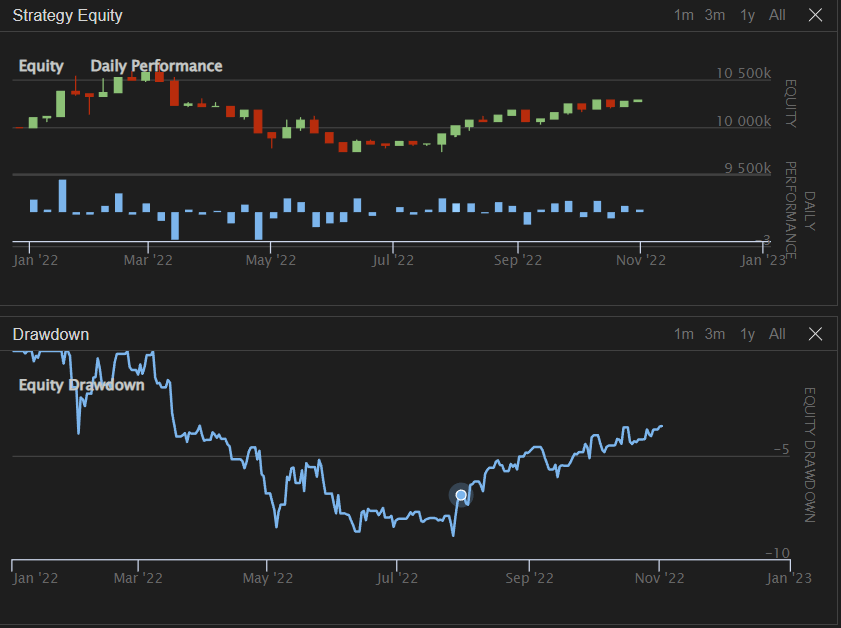 Strategy Equity 1m 3m 1y All
Equity Daily Performance
10 500k
10 000k
9 500k
EQUITY
DAILY
PERFORMANCE
-3
Jan '22 Mar '22 May '22 Jul '22 Sep '22 Nov '22 Jan '23
Drawdown 1m 3m 1y All
Equity Drawdown
-5
-10
EQUITY DRAWDOWN
Jan '22 Mar '22 May '22 Jul '22 Sep '22 Nov '22 Jan '23